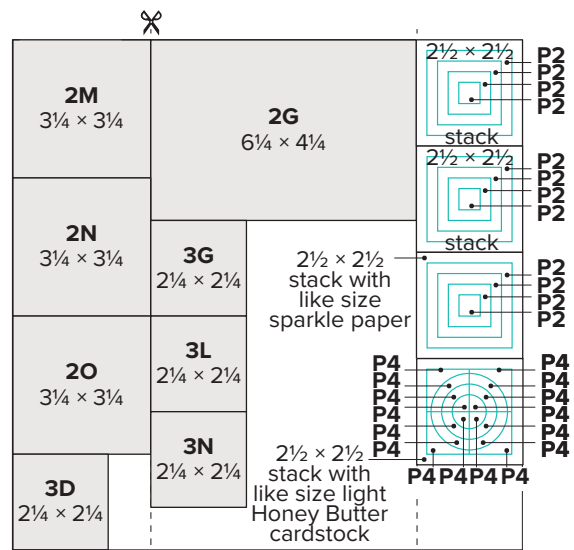 2M
3¼ × 3¼
2G
6¼ × 4¼
2½ × 2½
P2
P2
P2
P2
stack
2N
3¼ × 3¼
2½ × 2½
P2
P2
P2
P2
stack
3G
2¼ × 2¼
2½ × 2½
stack with
like size
sparkle paper
P2
P2
P2
P2
2O
3¼ × 3¼
3L
2¼ × 2¼
P4 P4
P4 P4
P4 P4
P4 P4
P4 P4
P4 P4
3N
2¼ × 2¼
2½ × 2½
stack with
like size light
Honey Butter
cardstock
P4 P4 P4 P4
3D
2¼ × 2¼